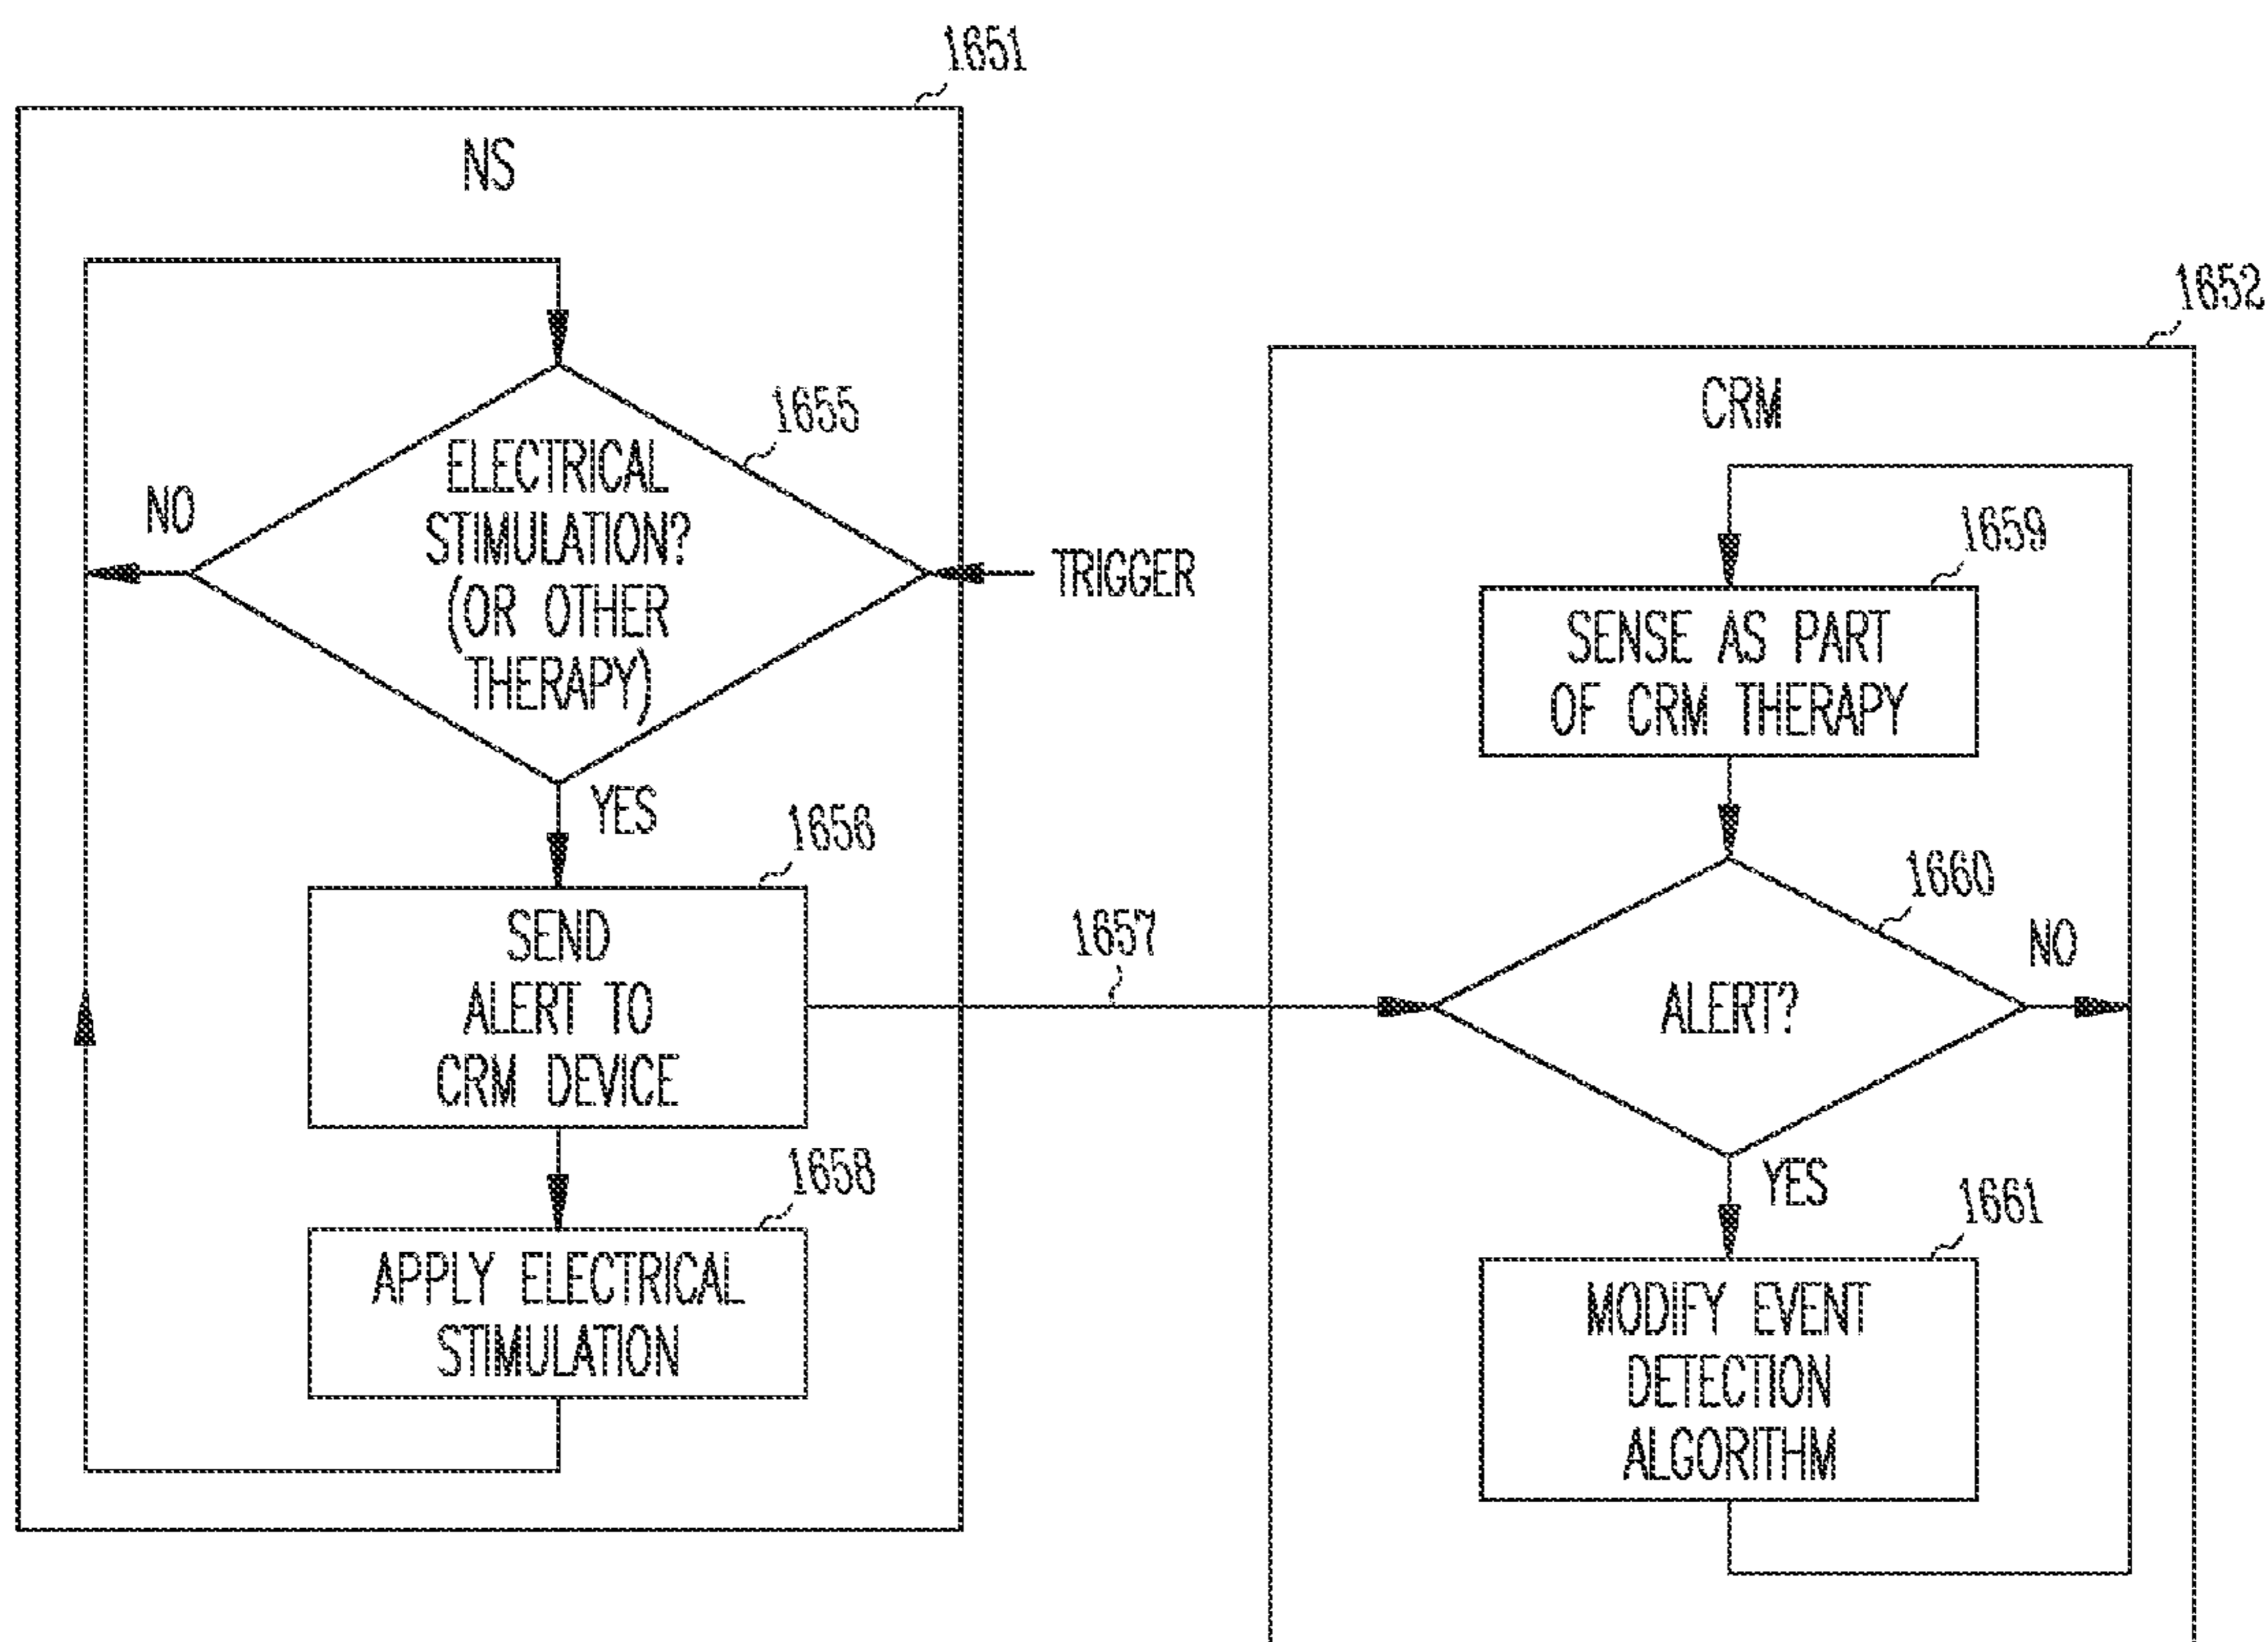 1651
NS
1652
CRM
1655
ELECTRICAL
STIMULATION?
(OR OTHER
THERAPY)
NO
TRIGGER
YES
1656
SEND
ALERT TO
CRM DEVICE
1657
1658
APPLY ELECTRICAL
STIMULATION
1659
SENSE AS PART
OF CRM THERAPY
1660
NO
ALERT?
YES
1661
MODIFY EVENT
DETECTION
ALGORITHM